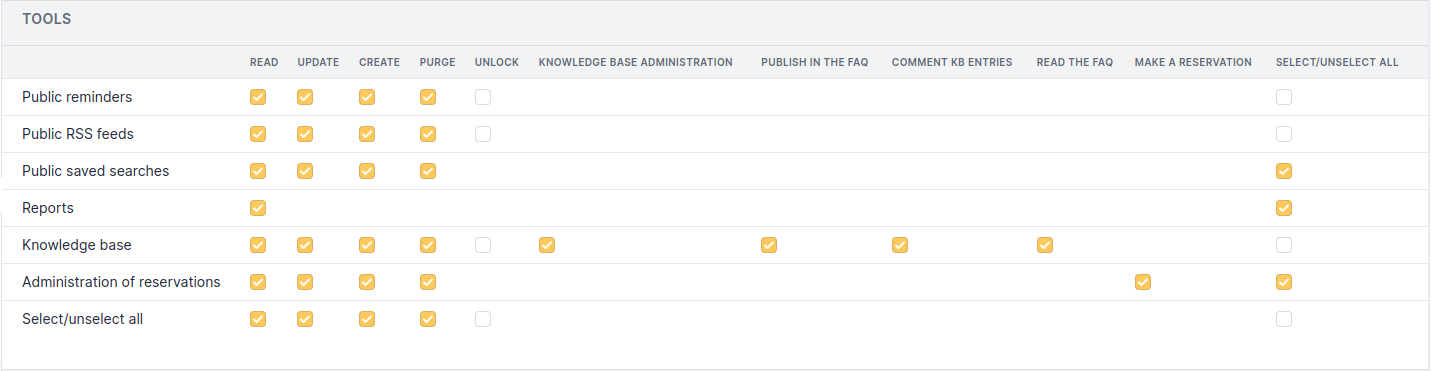 TOOLS
READ UPDATE CREATE PURGE UNLOCK KNOWLEDGE BASE ADMINISTRATION PUBLISH IN THE FAQ COMMENT KB ENTRIES READ THE FAQ MAKE A RESERVATION SELECT/UNSELECT ALL
Public reminders
Public RSS feeds
Public saved searches
Reports
Knowledge base
Administration of reservations
Select/unselect all